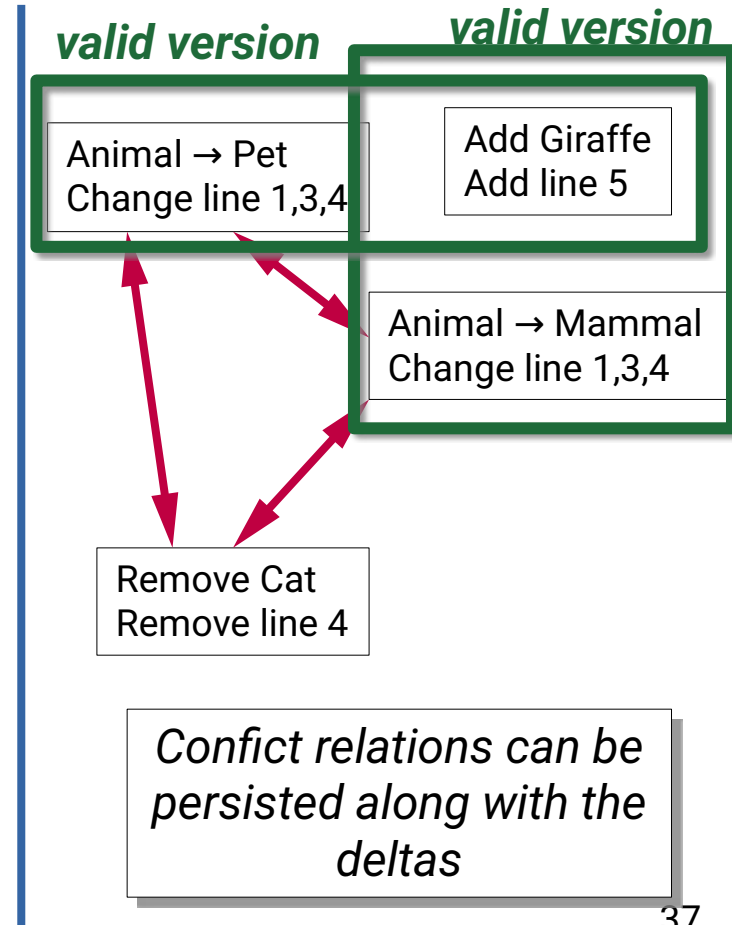 valid version
valid version
Animal → Pet
Change line 1,3,4
Add Giraffe
Add line 5
Animal → Mammal
Change line 1,3,4
Remove Cat
Remove line 4
Confict relations can be
persisted along with the
deltas
37